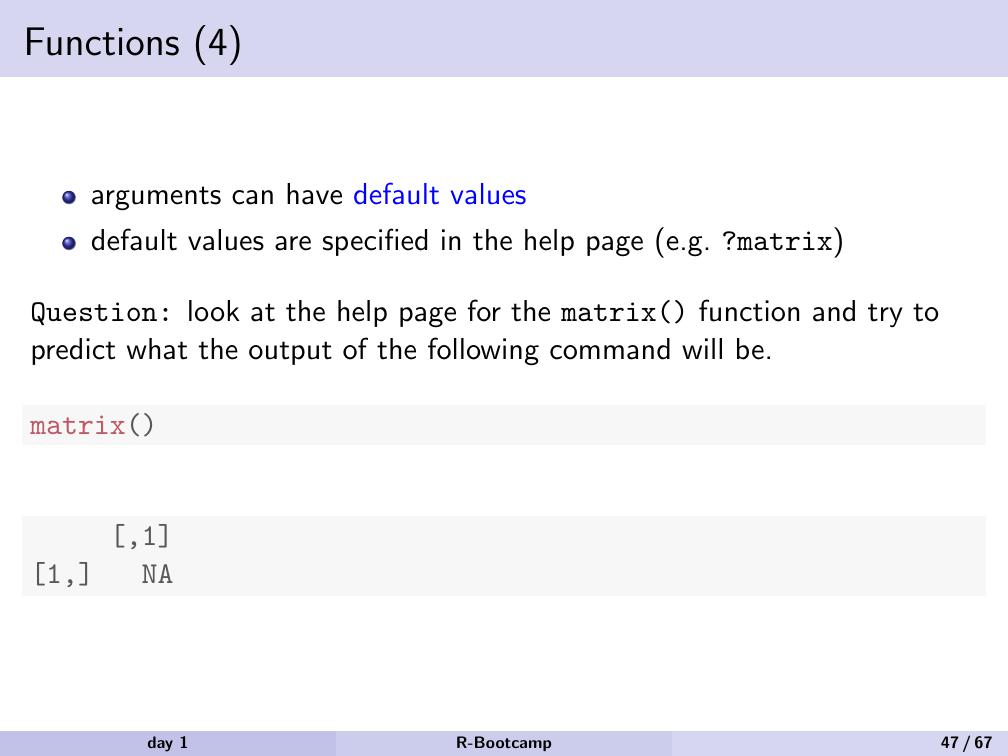 Functions (4)
arguments can have default values
default values are specified in the help page (e.g. ?matrix)
Question: look at the help page for the matrix() function and try to
predict what the output of the following command will be.
matrix()
[,1]
[1,] NA
day 1 R-Bootcamp 47 / 67